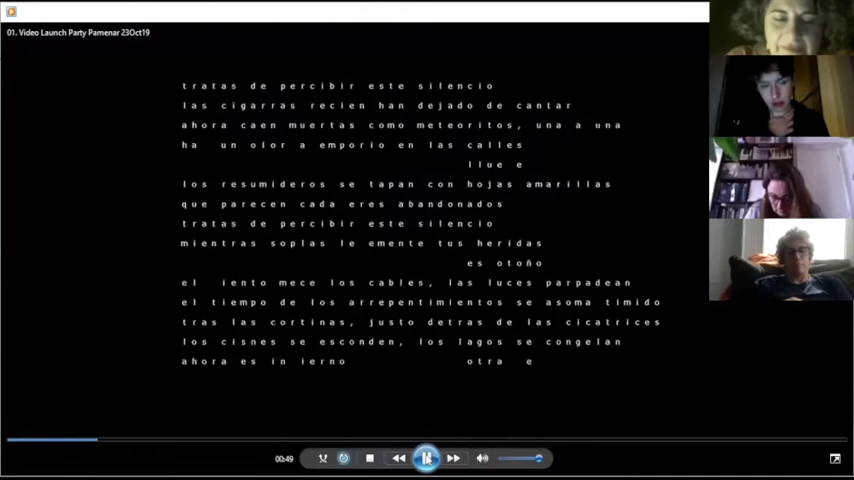 01. Video Launch Party Pamenar 23Oct19
tratas de percibir este silencio
las cigarras recien han dejado de cantar
ahora caen muertas como meteoritos, una a una
ha un olor a emporio en las calles
llue e
los resumideros se tapan con hojas amarillas
que parecen cada eres abandonados
tratas de percibir este silencio
mientras soplas le emente tus heridas
es otoño
el iento mece los cables, las luces parpadean
el tiempo de los arrepentimientos se asoma timido
tras las cortinas, justo detras de las cicatrices
los cisnes se esconden, los lagos se congelan
ahora es in ierno otra e
00:49